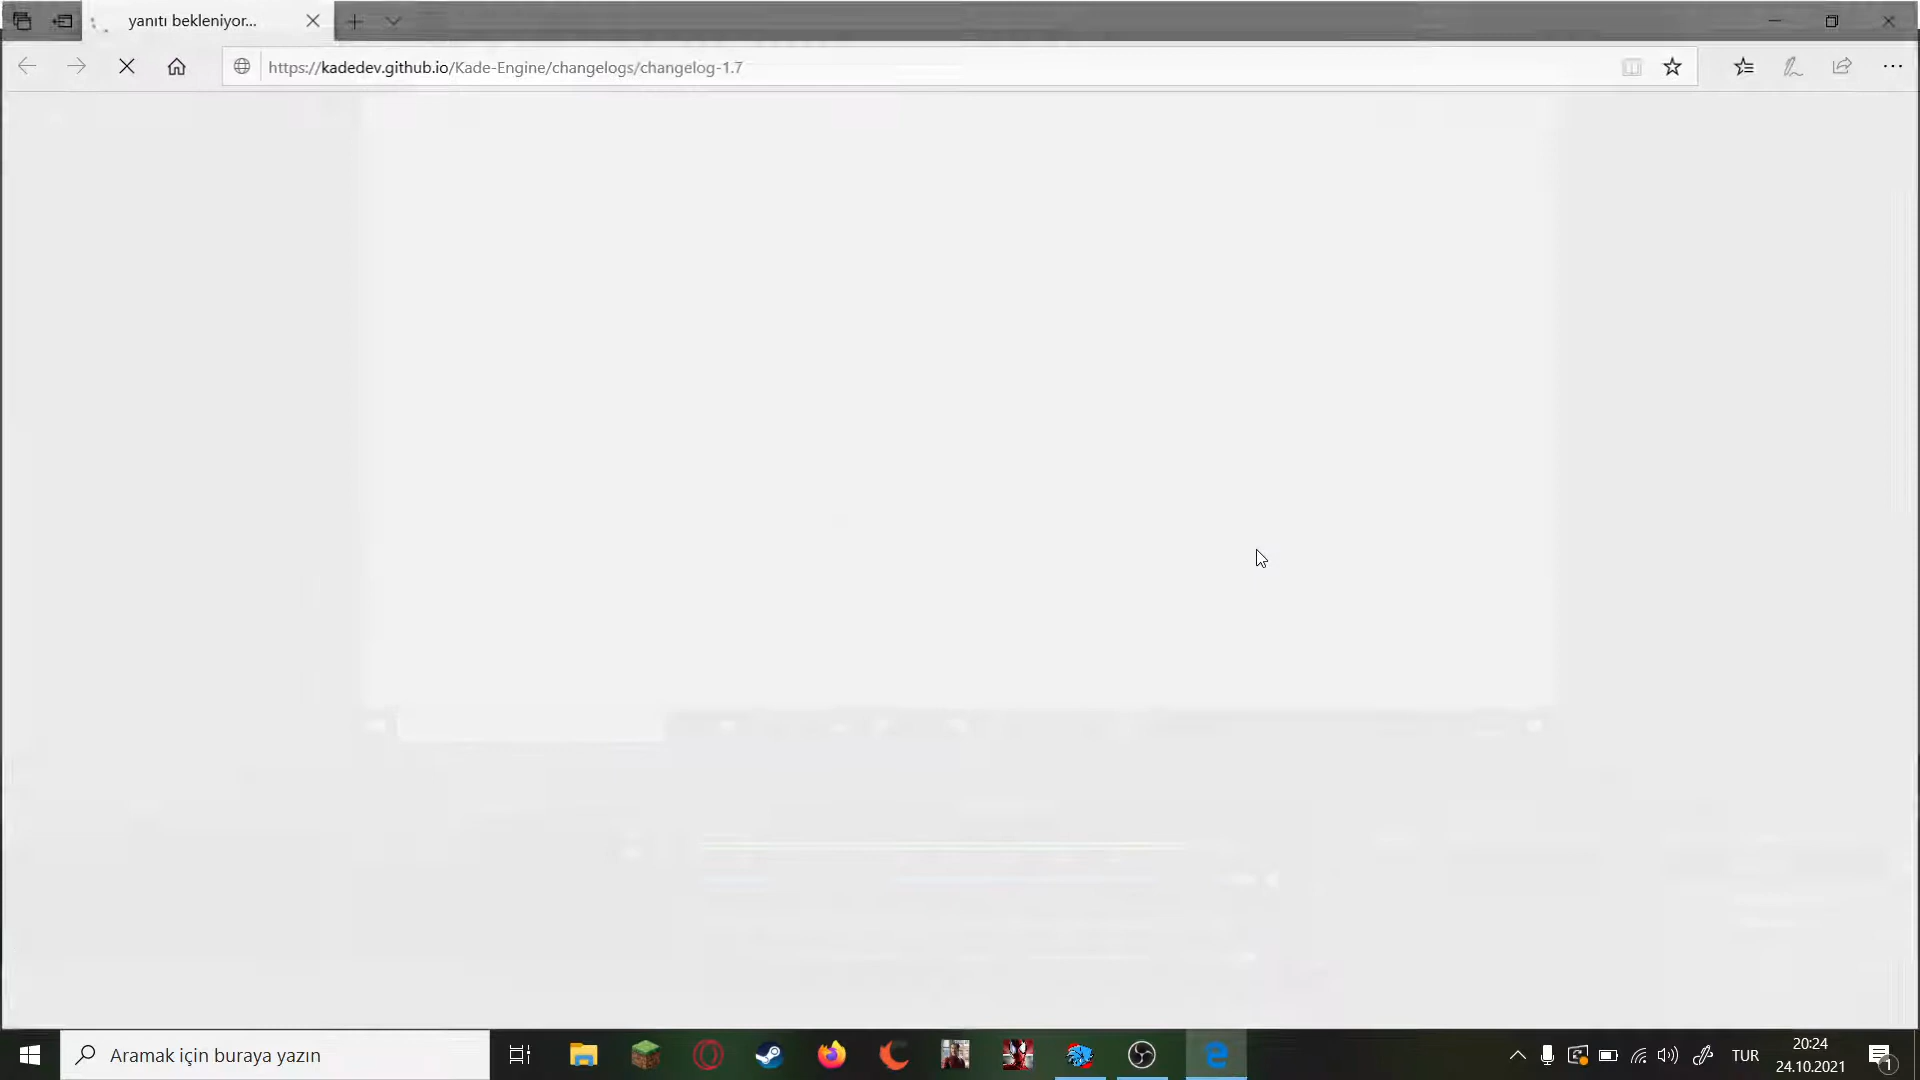 yanıtı bekleniyor...
https://kadedev.github.io/Kade-Engine/changelogs/changelog-1.7
Aramak için buraya yazın
TUR
20:24
24.10.2021
1